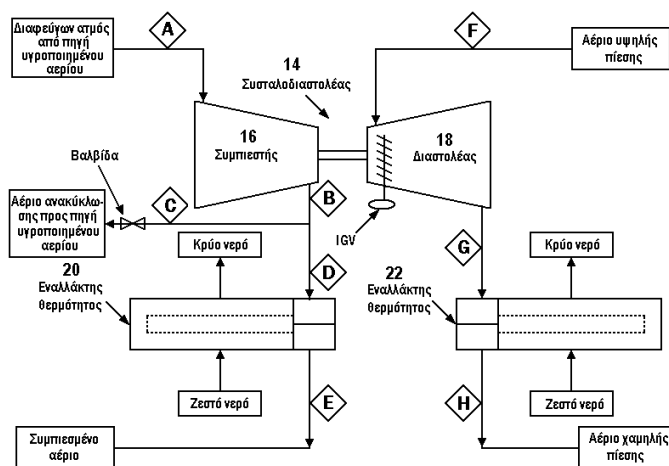 Διαφεύγων ατμός
από πηγή
υγροποιημένου
αερίου
A
F
Αέριο υψηλής
πίεσης
14
Συσταλοδιαστολέας
16
Συμπιεστής
18
Διαστολέας
Βαλβίδα
Αέριο ανακύκλω-
σης προς πηγή
υγροποιημένου
αερίου
C
B
IGV
Κρύο νερό
20
Εναλλάκτης
θερμότητος
D
G
22
Εναλλάκτης
θερμότητος
Κρύο νερό
Ζεστό νερό
E
H
Ζεστό νερό
Συμπιεσμένο
αέριο
Αέριο χαμηλής
πίεσης